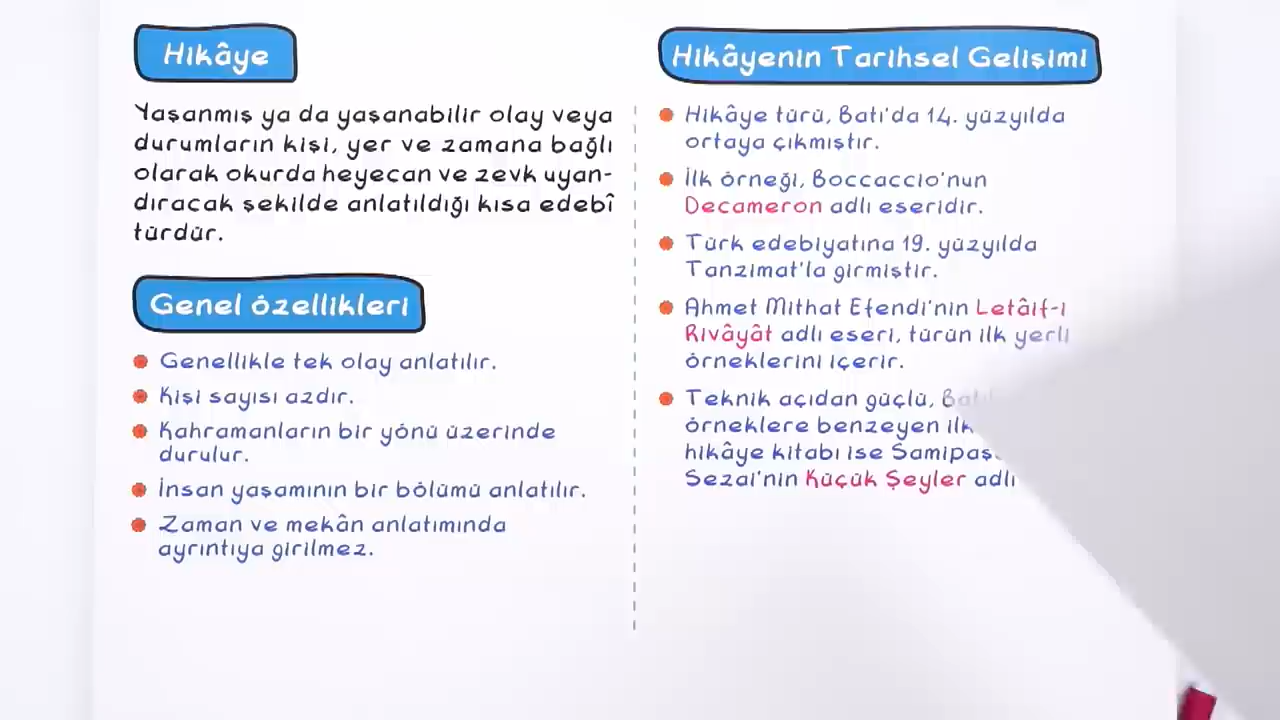 Hikâye
Yaşanmış ya da yaşanabilir olay veya
durumların kişi, yer ve zamana bağlı
olarak okurda heyecan ve zevk uyan-
dıracak şekilde anlatıldığı kısa edebî
türdür.
Genel özellikleri
Genellikle tek olay anlatılır.
Kişi sayısı azdır.
Kahramanların bir yönü üzerinde
durulur.
İnsan yaşamının bir bölümü anlatılır.
Zaman ve mekân anlatımında
ayrıntıya girilmez.
Hikâyenin Tarihsel Gelişimi
Hikâye türü, Batı'da 14. yüzyılda
ortaya çıkmıştır.
İlk örneği, Boccaccio'nun
Decameron adlı eseridir.
Türk edebiyatına 19. yüzyılda
Tanzimat'la girmiştir.
Ahmet Mithat Efendi'nin Letâif-i
Rivâyât adlı eseri, türün ilk yerli
örneklerini içerir.
Teknik açıdan güçlü,
örneklere benzeyen ilk
hikâye kitabı ise
Sezai'nin Küçük Şeyler adlı